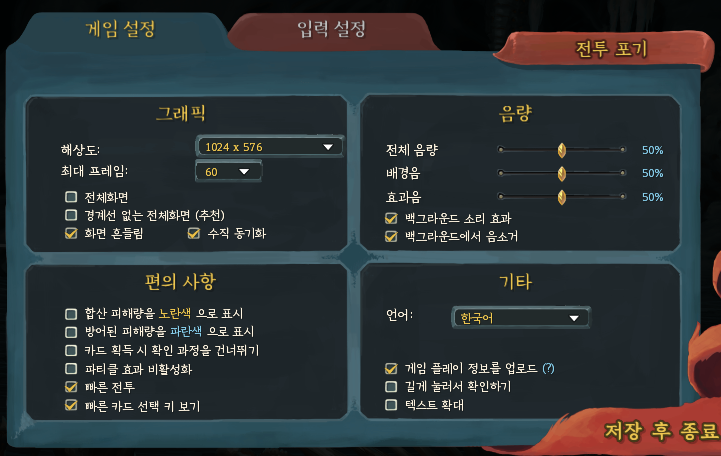 게임 설정
입력 설정
전투 포기
그래픽
해상도: 1024 x 576
최대 프레임: 60
전체화면
경계선 없는 전체화면 (추천)
화면 흔들림 수직 동기화
음량
전체 음량 50%
배경음 50%
효과음 50%
백그라운드 소리 효과
백그라운드에서 음소거
편의 사항
합산 피해량을 노란색 으로 표시
방어된 피해량을 파란색 으로 표시
카드 획득 시 확인 과정을 건너뛰기
파티클 효과 비활성화
빠른 전투
빠른 카드 선택 키 보기
기타
언어: 한국어
게임 플레이 정보를 업로드 (?)
길게 눌러서 확인하기
텍스트 확대
저장 후 종료